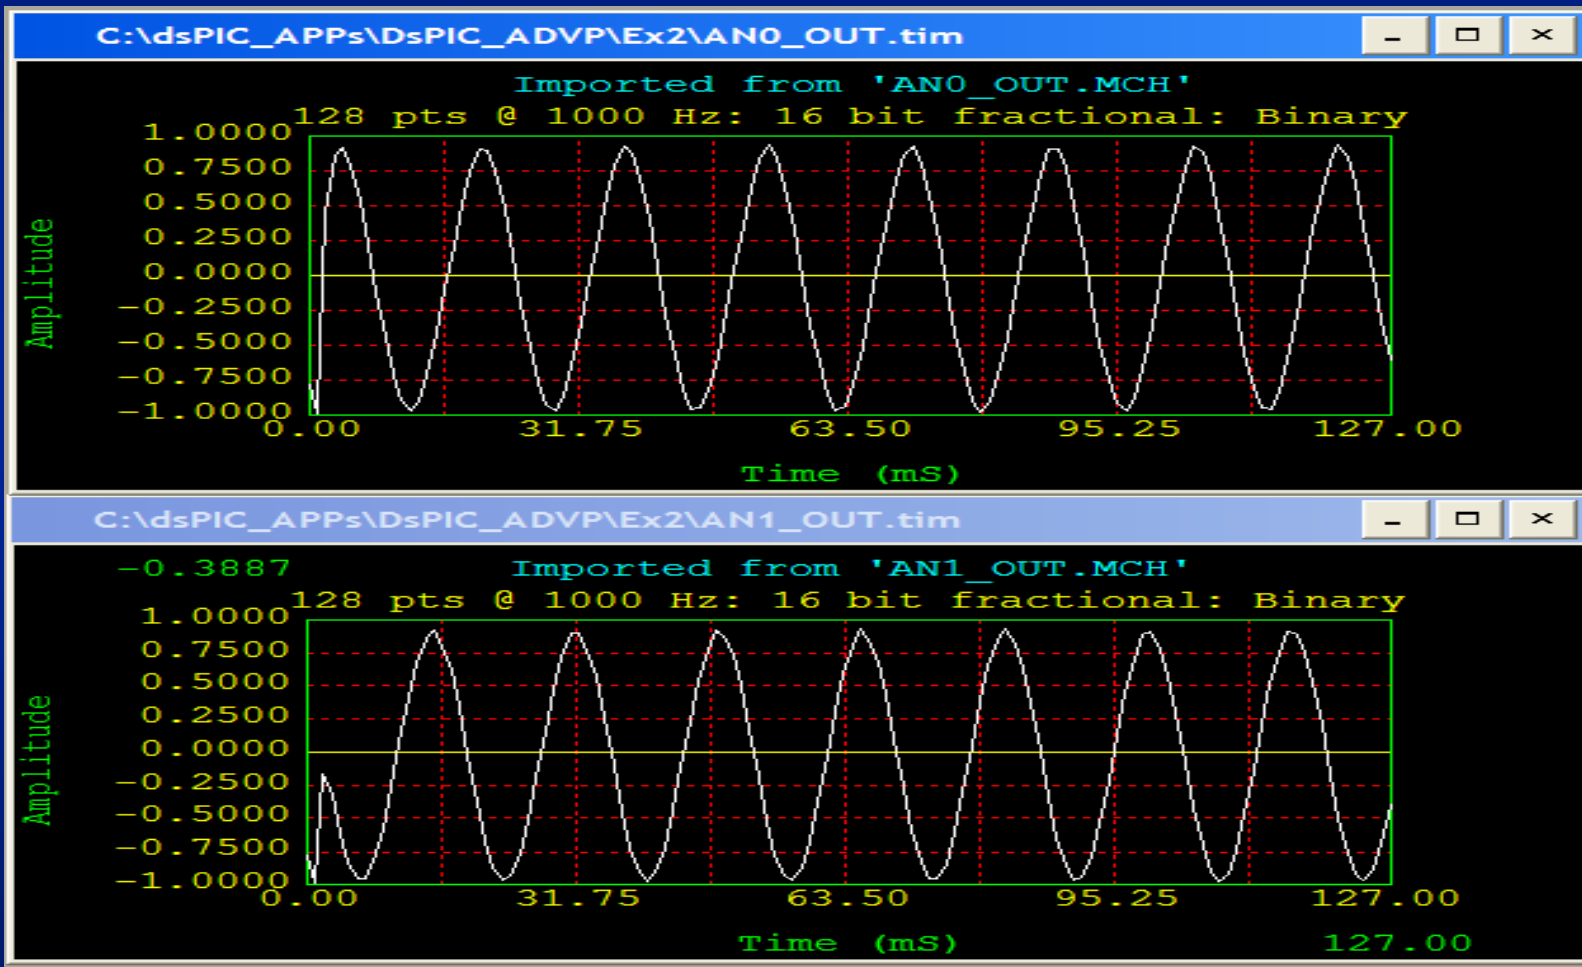 C:\dsPIC_APPs\DsPIC_ADVP\Ex2\AN0_OUT.tim
Imported from 'AN0_OUT.MCH'
128 pts @ 1000 Hz: 16 bit fractional: Binary
1.0000
0.7500
0.5000
0.2500
0.0000
-0.2500
-0.5000
-0.7500
-1.0000
Amplitude
0.00 31.75 63.50 95.25 127.00
Time (mS)
C:\dsPIC_APPs\DsPIC_ADVP\Ex2\AN1_OUT.tim
-0.3887 Imported from 'AN1_OUT.MCH'
128 pts @ 1000 Hz: 16 bit fractional: Binary
1.0000
0.7500
0.5000
0.2500
0.0000
-0.2500
-0.5000
-0.7500
-1.0000
Amplitude
0.00 31.75 63.50 95.25 127.00
Time (mS) 127.00